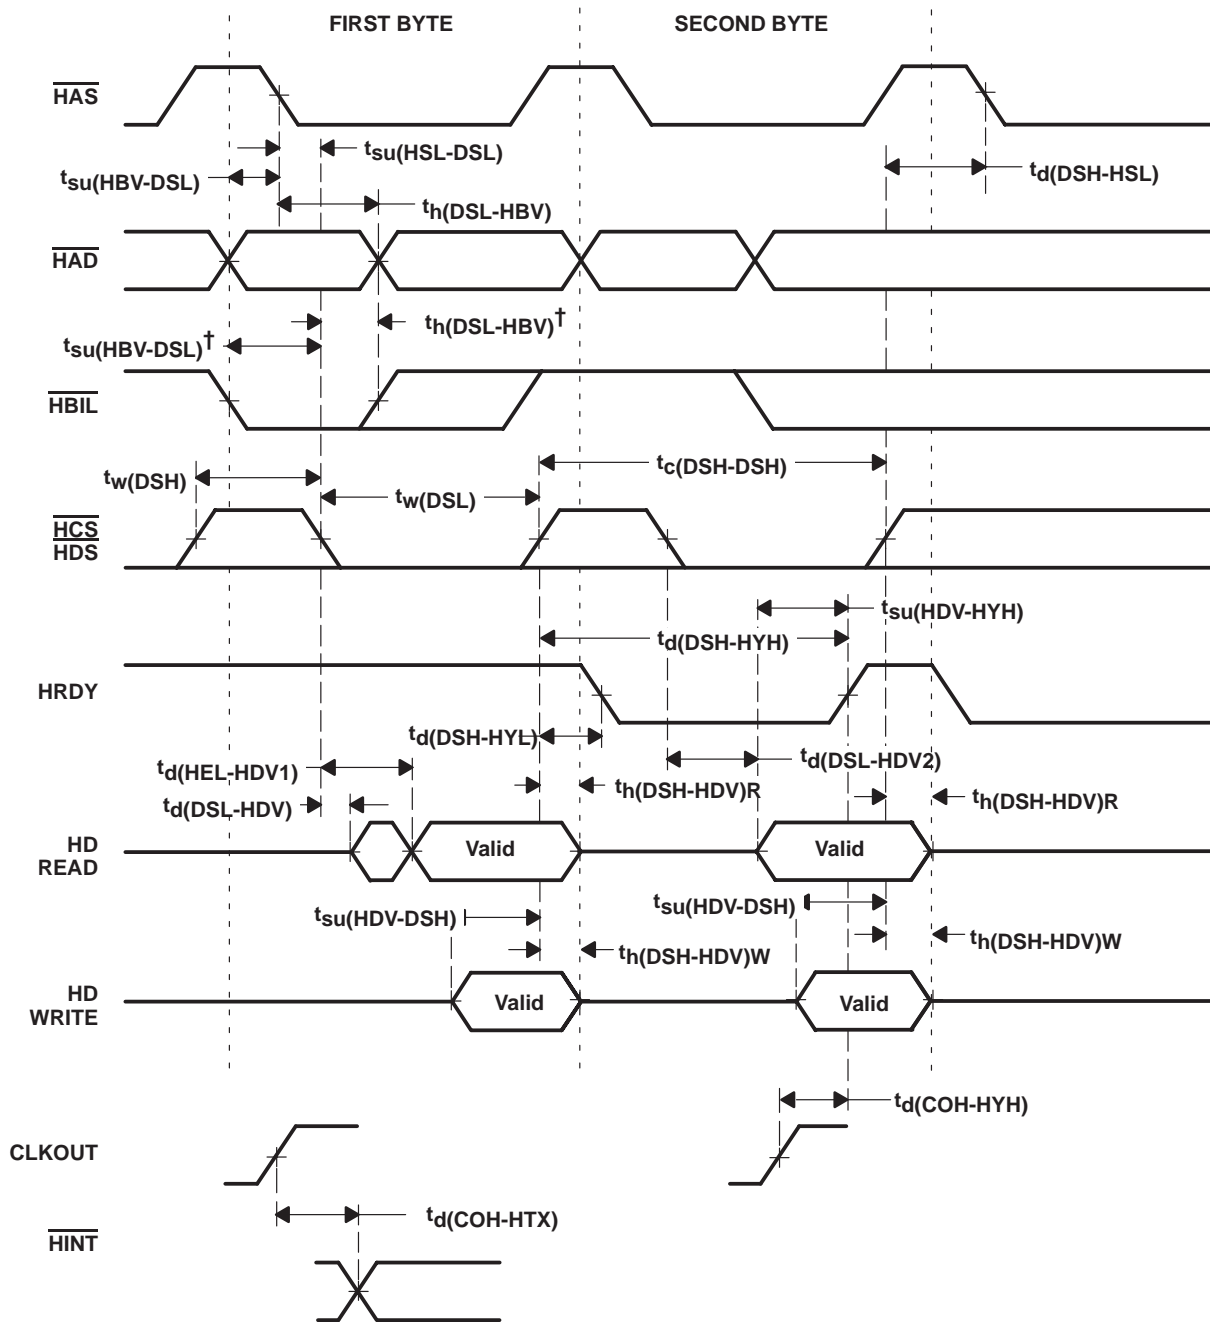 FIRST BYTE SECOND BYTE
HAS
tsu(HSL-DSL)
tsu(HBV-DSL)
td(DSH-HSL)
th(DSL-HBV)
HAD
th(DSL-HBV)†
tsu(HBV-DSL)†
HBIL
tc(DSH-DSH)
tw(DSH)
tw(DSL)
HCS
HDS
tsu(HDV-HYH)
td(DSH-HYH)
HRDY
td(DSH-HYL)
td(DSL-HDV2)
td(HEL-HDV1)
th(DSH-HDV)R
th(DSH-HDV)R
td(DSL-HDV)
HD
READ
Valid Valid
tsu(HDV-DSH) tsu(HDV-DSH)
th(DSH-HDV)W
th(DSH-HDV)W
HD
WRITE
Valid Valid
td(COH-HYH)
CLKOUT
td(COH-HTX)
HINT